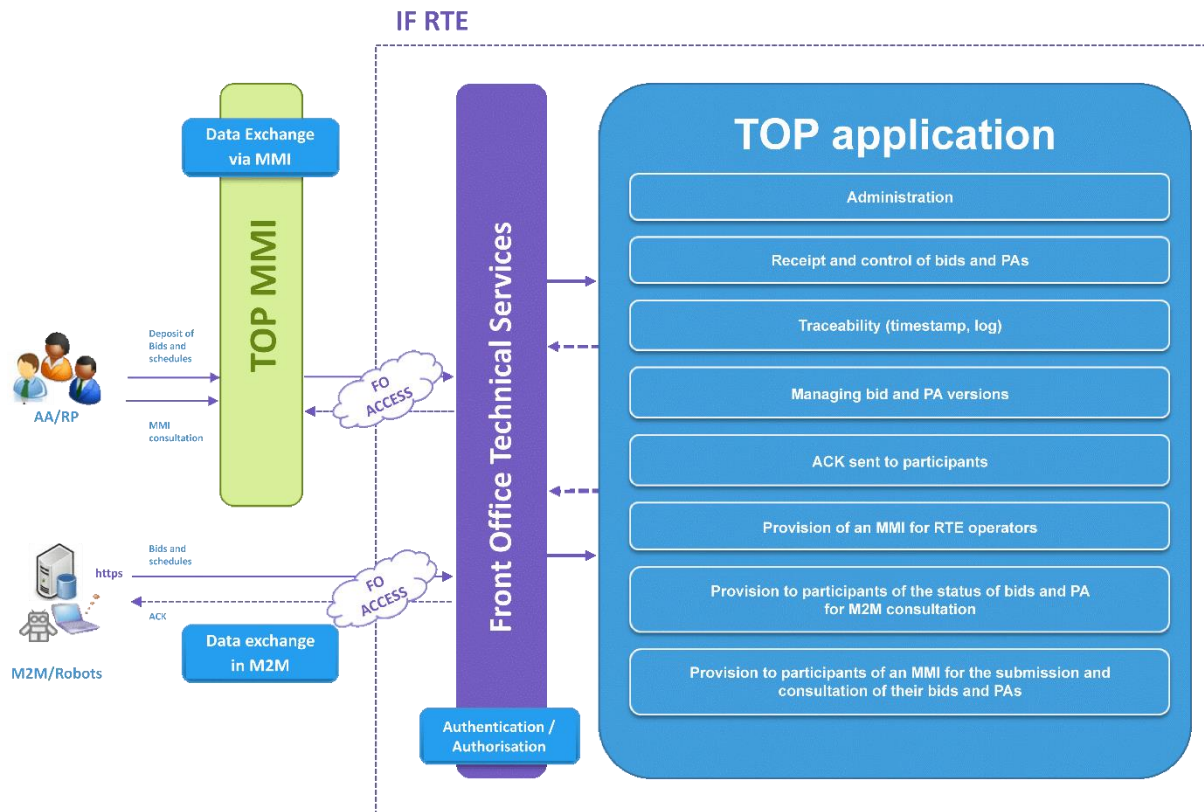 IF RTE
Data Exchange
via MMI
TOP MMI
Deposit of
Bids and
schedules
AA/RP
MMI
consultation
FO
ACCESS
Bids and
schedules
https
FO
ACCESS
ACK
M2M/Robots
Data exchange
in M2M
Front Office Technical Services
Authentication /
Authorisation
TOP application
Administration
Receipt and control of bids and PAs
Traceability (timestamp, log)
Managing bid and PA versions
ACK sent to participants
Provision of an MMI for RTE operators
Provision to participants of the status of bids and PA
for M2M consultation
Provision to participants of an MMI for the submission and
consultation of their bids and PAs